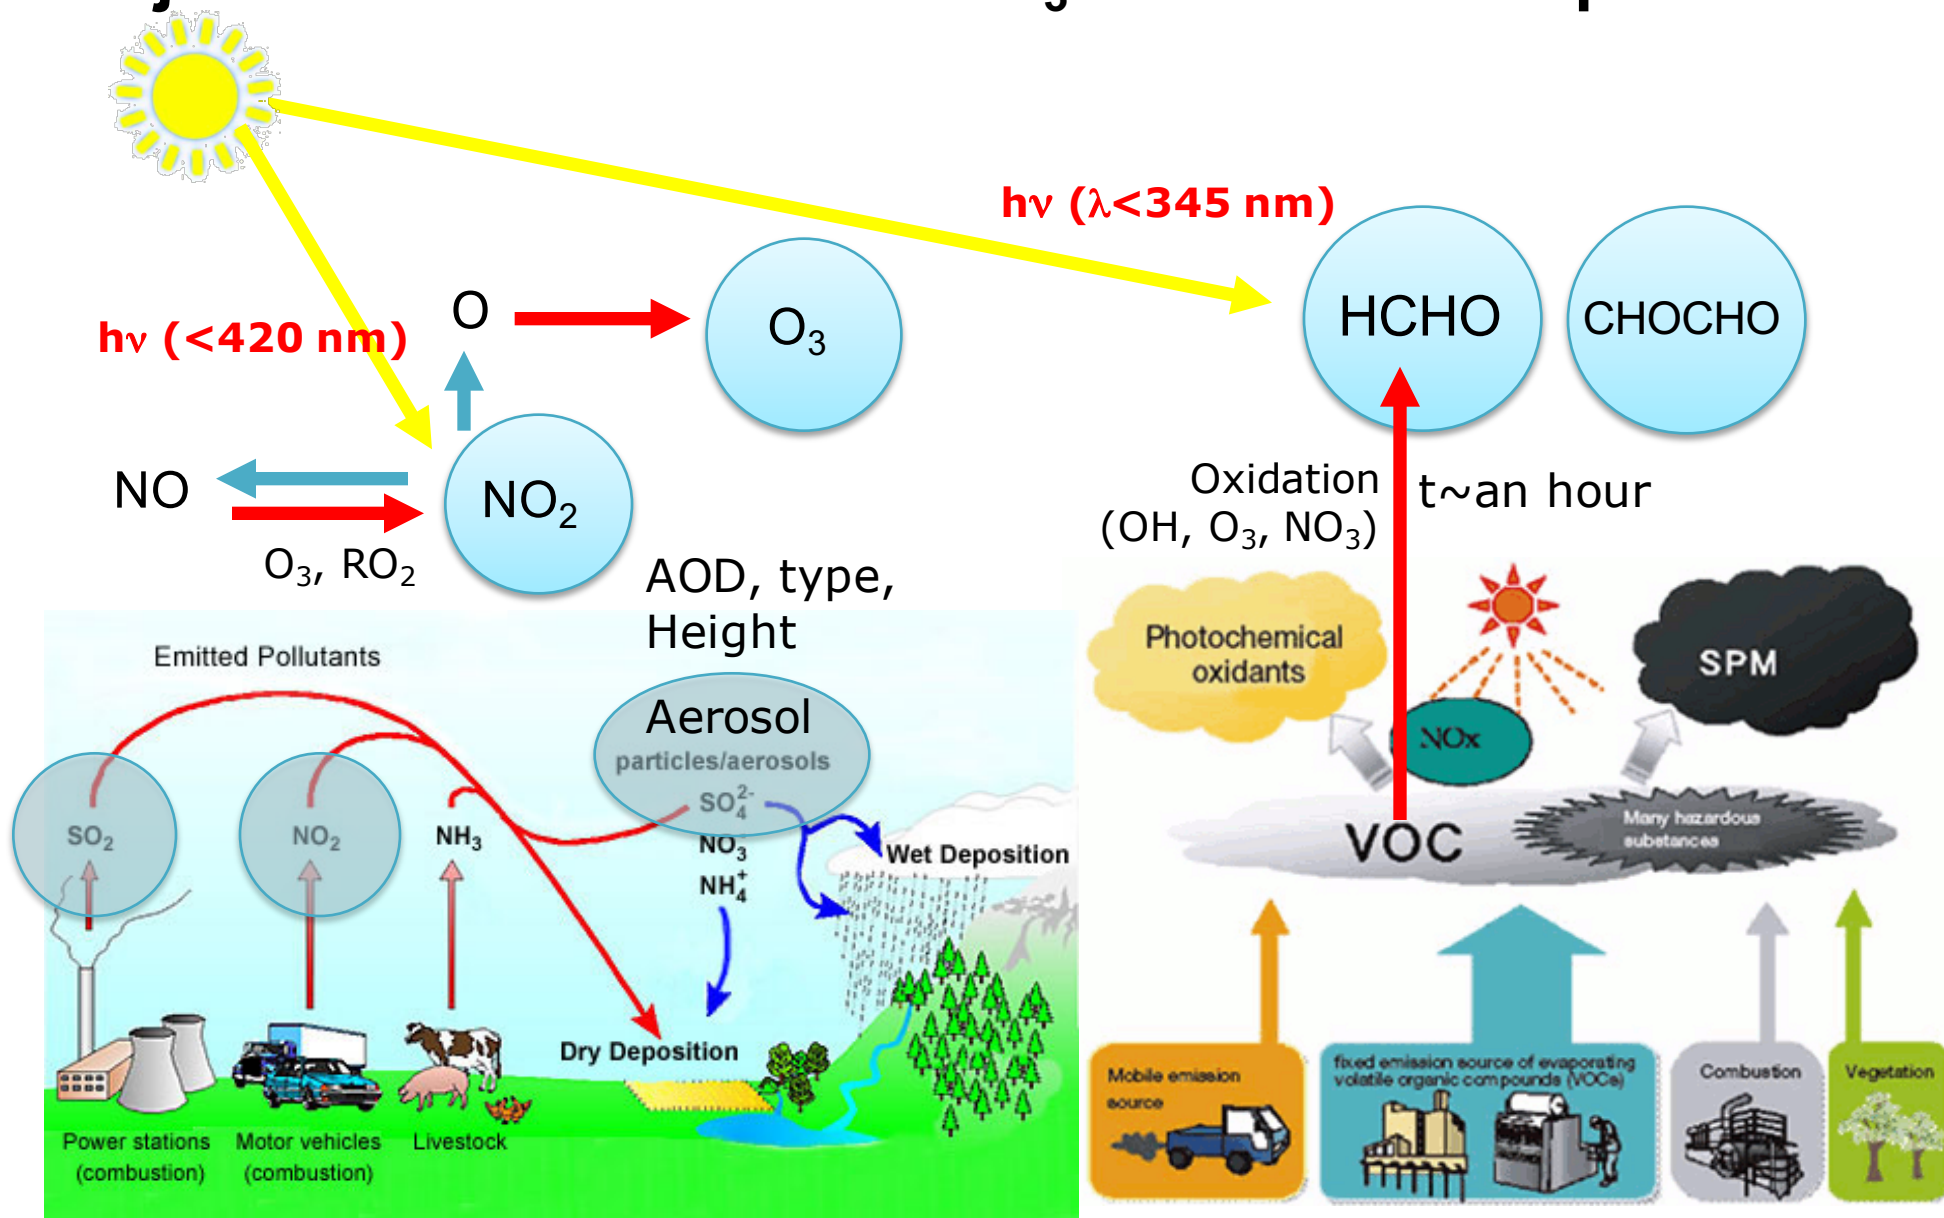 hν (λ<345 nm)
HCHO
CHOCHO
O
O₃
hν (<420 nm)
NO
NO₂
O₃, RO₂
Oxidation
(OH, O₃, NO₃)
t~an hour
AOD, type,
Height
Emitted Pollutants
Aerosol
particles/aerosols
SO₄²⁻
NO₃⁻
NH₄⁺
SO₂
NO₂
NH₃
Wet Deposition
Dry Deposition
Power stations
(combustion)
Motor vehicles
(combustion)
Livestock
Photochemical
oxidants
SPM
NOx
VOC
Many hazardous
substances
Mobile emission
source
fixed emission source of evaporating
volatile organic compounds (VOCs)
Combustion
Vegetation